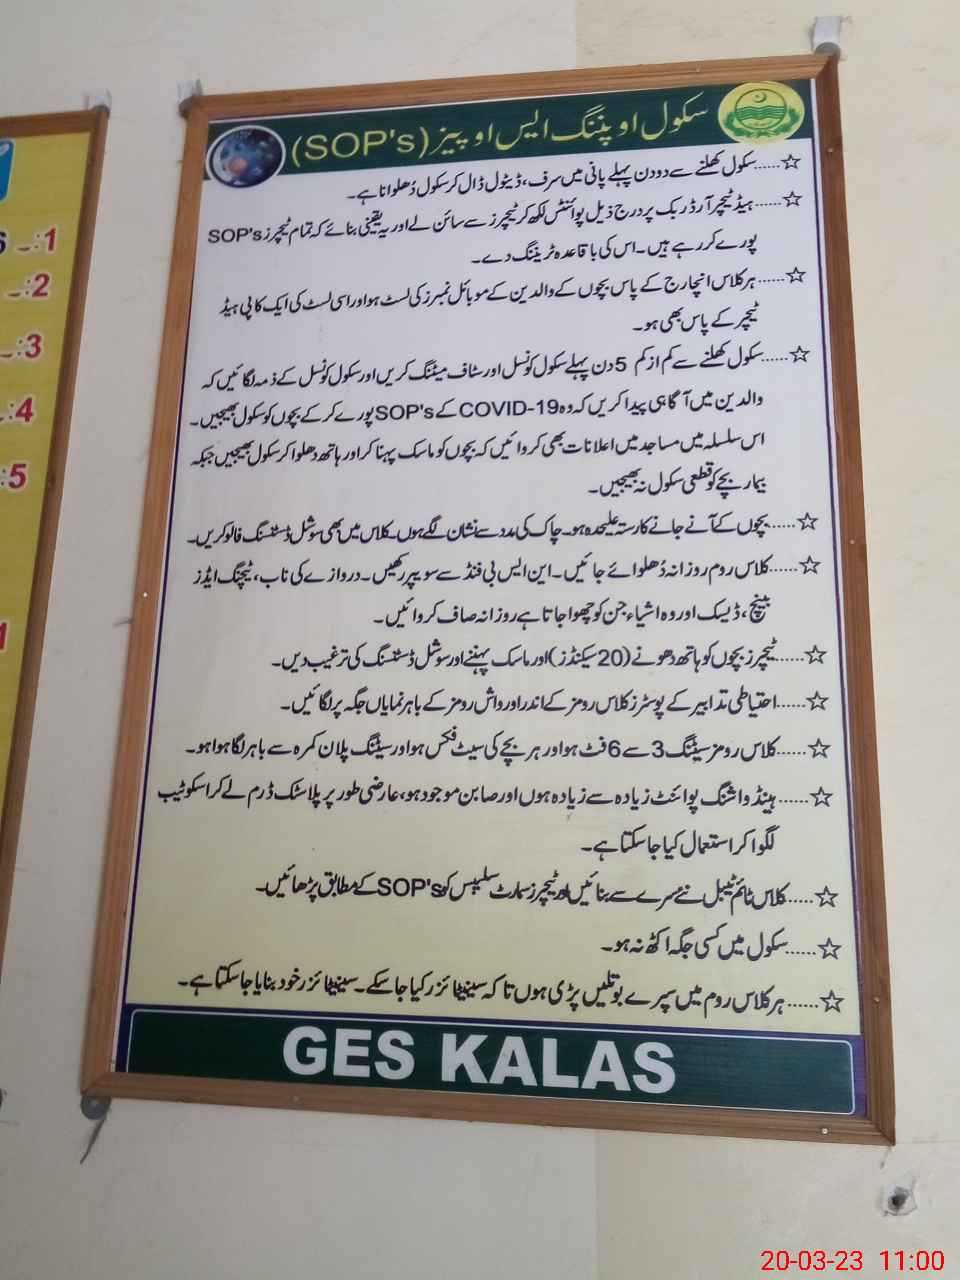 سکول اوپننگ ایس او پیز (SOP's)
☆......سکول کھلنے سے دو دن پہلے پانی میں سرف، ڈیٹول ڈال کر سکول دُھلوانا ہے۔
☆......ہیڈ ٹیچر آرڈر بک پر درج ذیل پوائنٹس لکھ کر ٹیچرز سے سائن لے اور یہ یقینی بنائے کہ تمام ٹیچرز SOP's
پورے کر رہے ہیں۔ اس کی باقاعدہ ٹریننگ دے۔
☆......ہر کلاس انچارج کے پاس بچوں کے والدین کے موبائل نمبرز کی لسٹ ہو اور اسی لسٹ کی ایک کاپی ہیڈ
ٹیچر کے پاس بھی ہو۔
☆......سکول کھلنے سے کم از کم 5 دن پہلے سکول کونسل اور سٹاف میٹنگ کریں اور سکول کونسل کے ذمہ لگائیں کہ
والدین میں آگاہی پیدا کریں کہ وہ COVID-19 کے SOP's پورے کر کے بچوں کو سکول بھیجیں۔
اس سلسلہ میں مساجد میں اعلانات بھی کروائیں کہ بچوں کو ماسک پہنا کر اور ہاتھ دھلوا کر سکول بھیجیں جبکہ
بیمار بچے کو قطعی سکول نہ بھیجیں۔
☆......بچوں کے آنے جانے کا رستہ علیحدہ ہو۔ چاک کی مدد سے نشان لگے ہوں۔ کلاس میں بھی سوشل ڈسٹنسنگ فالو کریں۔
☆......کلاس روم روزانہ دُھلوائے جائیں۔ این ایس بی فنڈ سے سویپر رکھیں۔ دروازے کی ناب، ٹیچنگ ایڈز
بینچ، ڈیسک اور وہ اشیاء جن کو چھوا جاتا ہے روزانہ صاف کروائیں۔
☆......ٹیچرز بچوں کو ہاتھ دھونے (20 سیکنڈز) اور ماسک پہننے اور سوشل ڈسٹنسنگ کی ترغیب دیں۔
☆......احتیاطی تدابیر کے پوسٹرز کلاس رومز کے اندر اور واش رومز کے باہر نمایاں جگہ پر لگائیں۔
☆......کلاس رومز سیٹنگ 3 سے 6 فٹ ہو اور ہر بچے کی سیٹ فکس ہو اور سیٹنگ پلان کمرہ سے باہر لگا ہوا ہو۔
☆......ہینڈ واشنگ پوائنٹ زیادہ سے زیادہ ہوں اور صابن موجود ہو، عارضی طور پر پلاسٹک ڈرم لے کر اسکو ٹیب
لگوا کر استعمال کیا جا سکتا ہے۔
☆......کلاس ٹائم ٹیبل نئے سرے سے بنائیں اور ٹیچرز سمارٹ سلیبس کو SOP's کے مطابق پڑھائیں۔
☆......سکول میں کسی جگہ اکٹھ نہ ہو۔
☆......ہر کلاس روم میں سپرے بوتلیں پڑی ہوں تاکہ سینیٹائزر کیا جا سکے۔ سینیٹائزر خود بنایا جا سکتا ہے۔
GES KALAS
6 1:۔
2:۔
3:۔
4:۔
5:۔
1
20-03-23 11:00